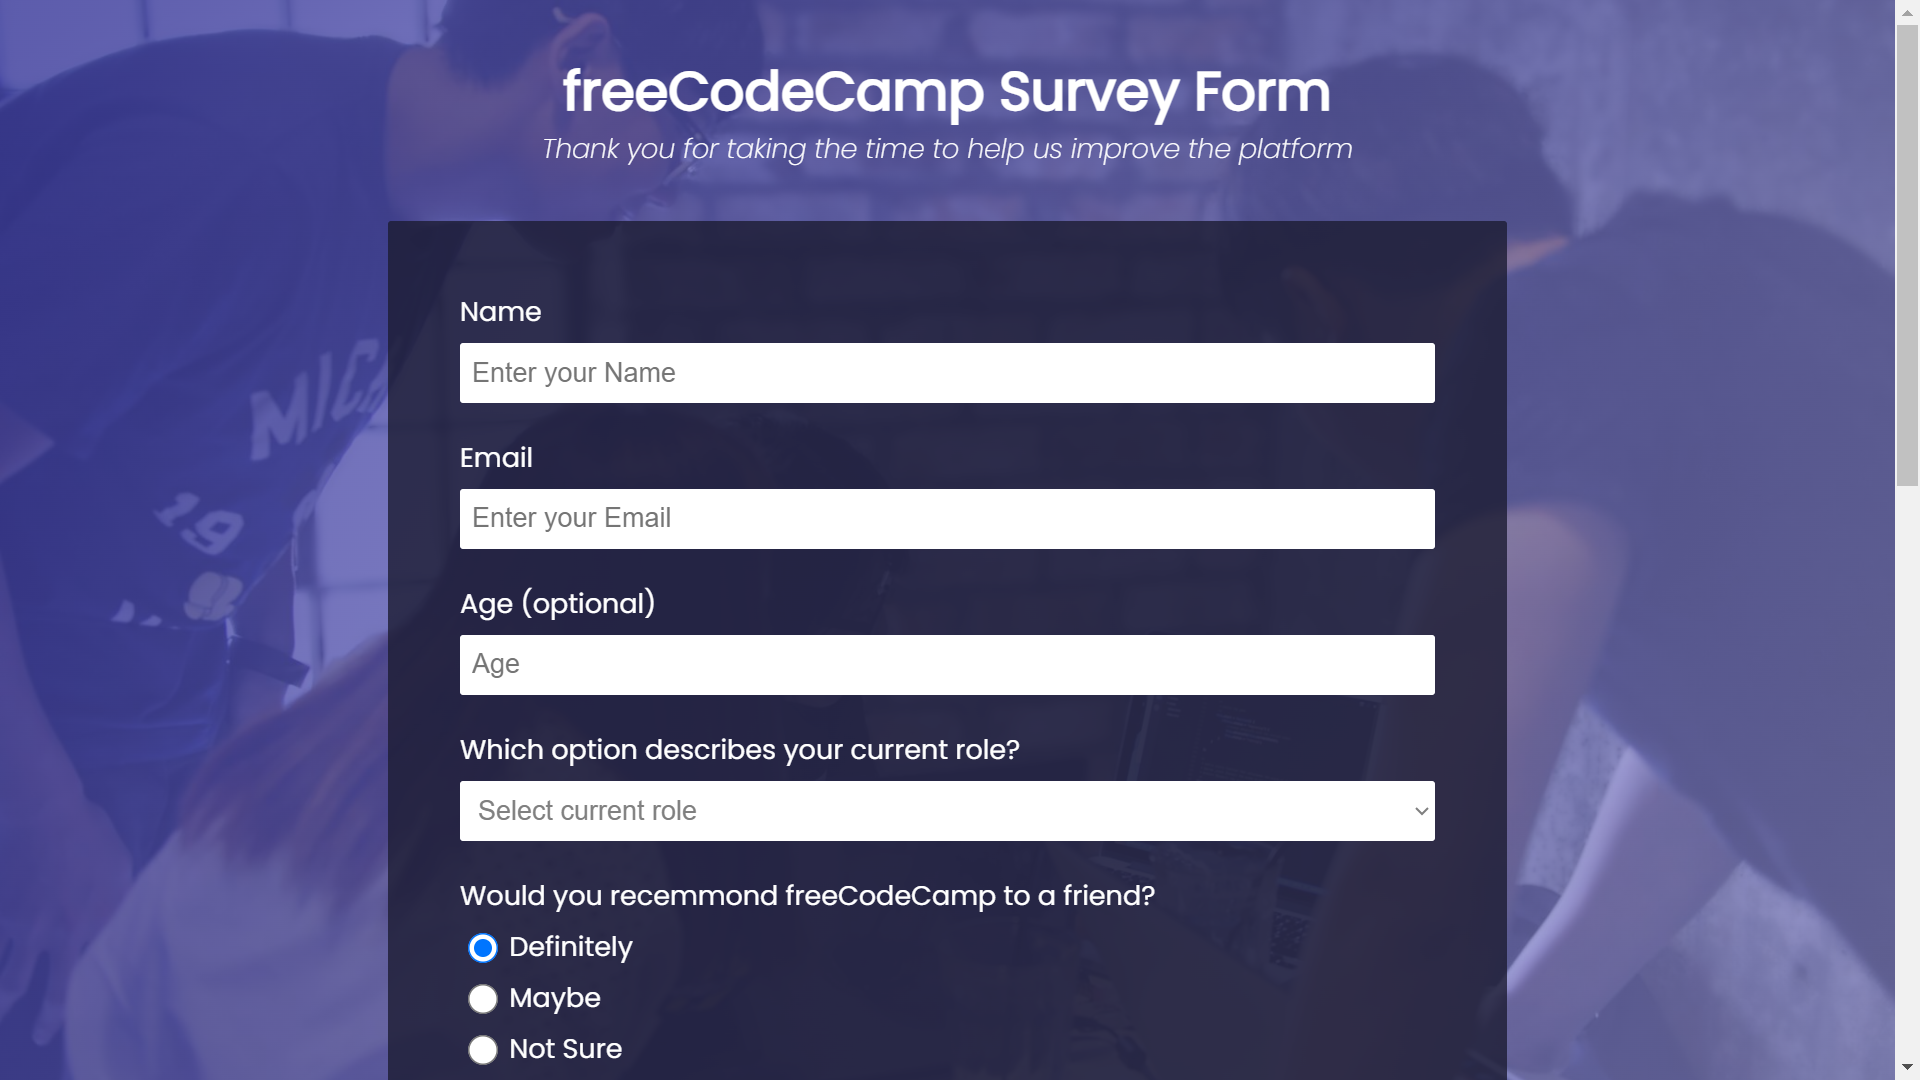 freeCodeCamp Survey Form
Thank you for taking the time to help us improve the platform
Name
Enter your Name
Email
Enter your Email
Age (optional)
Age
Which option describes your current role?
Select current role
Would you recemmond freeCodeCamp to a friend?
Definitely
Maybe
Not Sure
19